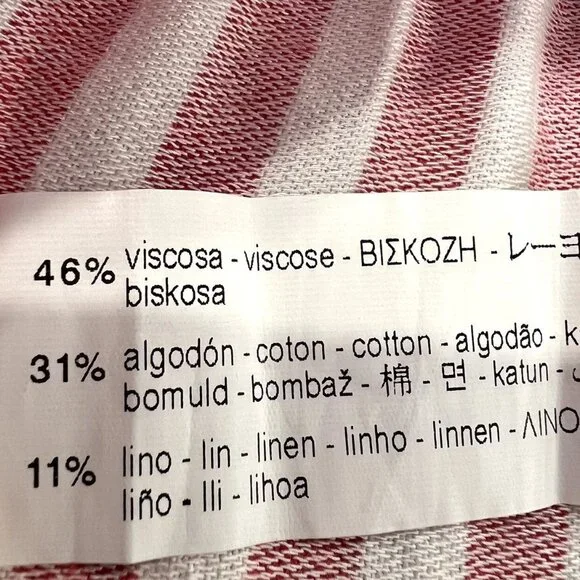 46% viscosa - viscose - ΒΙΣΚΟΖΗ - レーヨ
biskosa
31% algodón - coton - cotton - algodão - k
bomuld - bombaž - 棉 - 면 - katun -
11% lino - lin - linen - linho - linnen - ΛΙΝΟ
liño - lli - lihoa